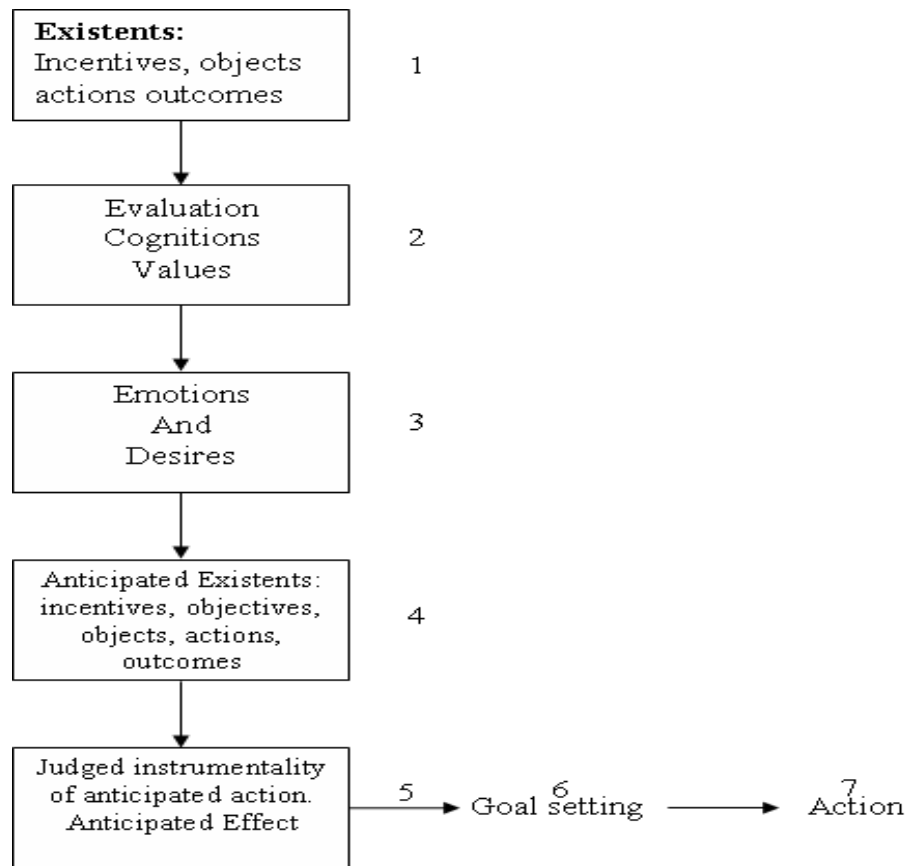 Existents:
Incentives, objects
actions outcomes
1
Evaluation
Cognitions
Values
2
Emotions
And
Desires
3
Anticipated Existents:
incentives, objectives,
objects, actions,
outcomes
4
Judged instrumentality
of anticipated action.
Anticipated Effect
5
6
Goal setting
7
Action